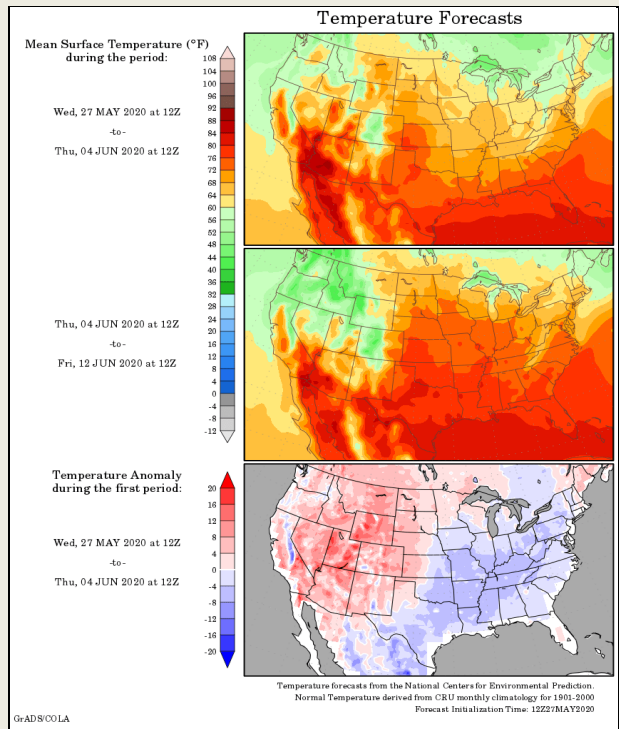 Temperature Forecasts
Mean Surface Temperature (°F)
during the period:
Wed, 27 MAY 2020 at 12Z
-to-
Thu, 04 JUN 2020 at 12Z
108
104
100
96
92
88
84
80
76
72
68
64
60
56
52
48
44
40
36
32
28
24
20
16
12
8
4
0
-4
-8
-12
Thu, 04 JUN 2020 at 12Z
-to-
Fri, 12 JUN 2020 at 12Z
Temperature Anomaly
during the first period:
Wed, 27 MAY 2020 at 12Z
-to-
Thu, 04 JUN 2020 at 12Z
20
16
12
8
4
0
-4
-8
-12
-16
-20
Temperature forecasts from the National Centers for Environmental Prediction.
Normal Temperature derived from CRU monthly climatology for 1901-2000
Forecast Initialization Time: 12Z27MAY2020
GrADS/COLA